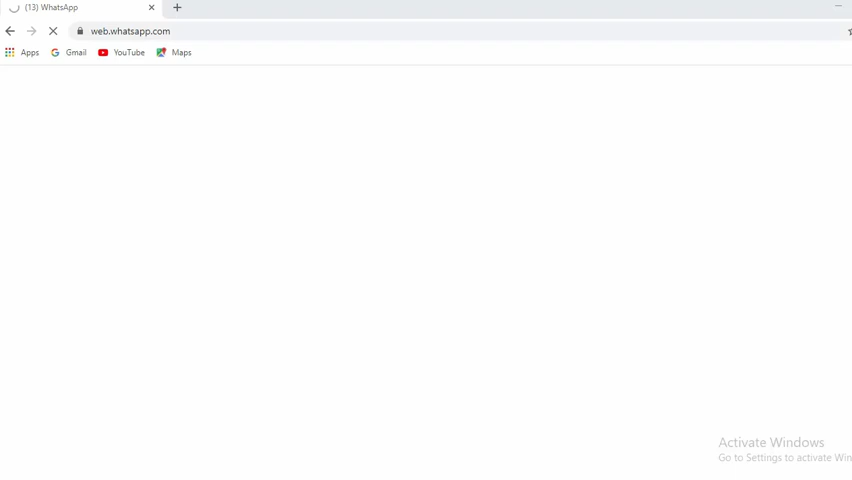 (13) WhatsApp
web.whatsapp.com
Apps Gmail YouTube Maps
Activate Windows
Go to Settings to activate Win